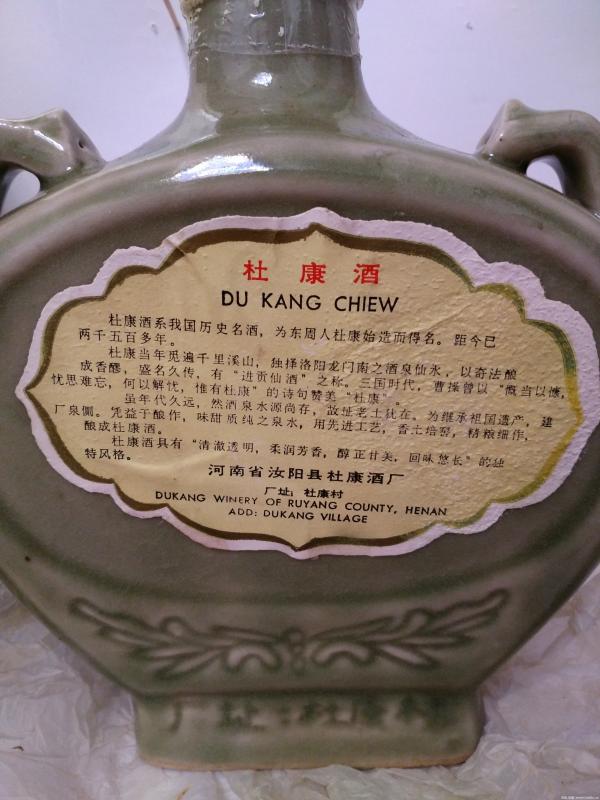 杜康酒
DU KANG CHIEW
杜康酒系我国历史名酒，为东周人杜康始造而得名。距今已
两千五百多年。
杜康当年觅遍千里溪山，独择洛阳龙门南之酒泉仙水，以奇法酿
成香醪，盛名久传，有“进贡仙酒”之称。三国时代，曹操曾以“慨当以慷，
忧思难忘，何以解忧，惟有杜康”的诗句赞美“杜康”。
虽年代久远，然酒泉水源尚存，故址老土犹在。为继承祖国遗产，建
厂泉侧。凭益于酿作，味甜质纯之泉水，用先进工艺，香土培窖，精粮细作，
酿成杜康酒。
杜康酒具有“清澈透明，柔润芳香，醇正甘美，回味悠长”的独
特风格。
河南省汝阳县杜康酒厂
厂址：杜康村
DUKANG WINERY OF RUYANG COUNTY, HENAN
ADD: DUKANG VILLAGE
厂址：杜康村